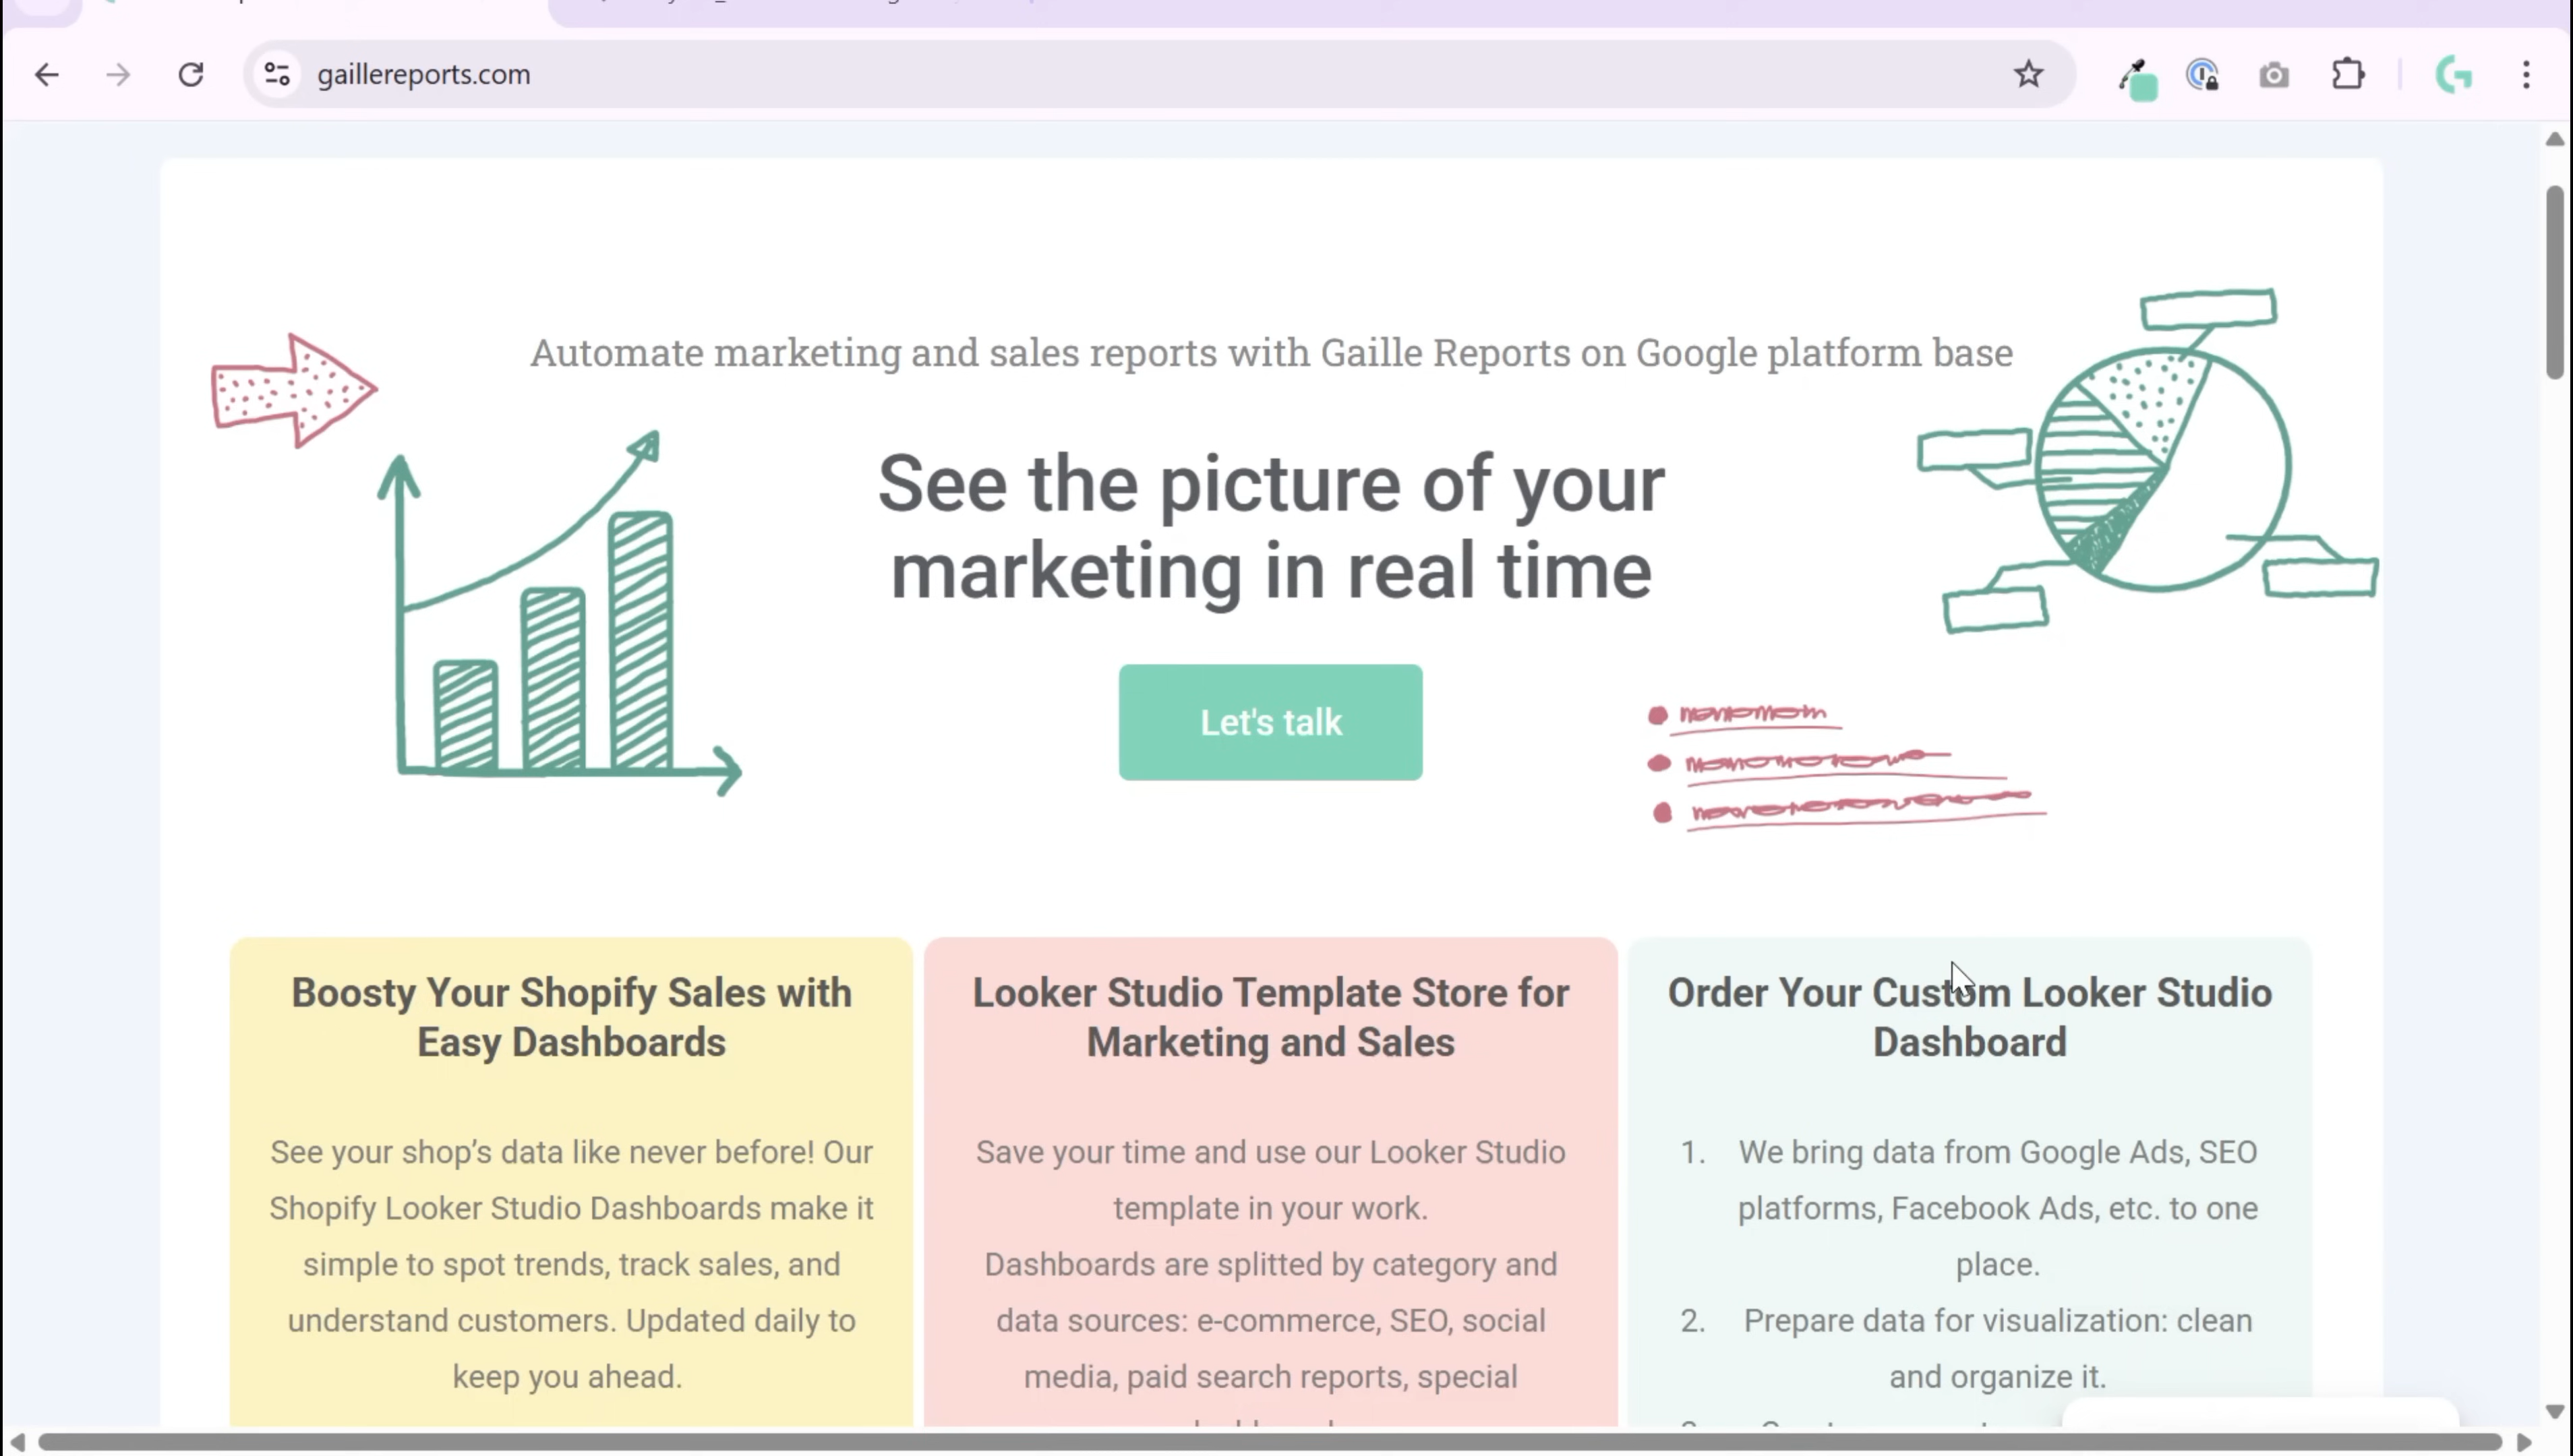 gaillereports.com
Automate marketing and sales reports with Gaille Reports on Google platform base
See the picture of your
marketing in real time
Let's talk
Boosty Your Shopify Sales with
Easy Dashboards
See your shop’s data like never before! Our
Shopify Looker Studio Dashboards make it
simple to spot trends, track sales, and
understand customers. Updated daily to
keep you ahead.
Looker Studio Template Store for
Marketing and Sales
Save your time and use our Looker Studio
template in your work.
Dashboards are splitted by category and
data sources: e-commerce, SEO, social
media, paid search reports, special
Order Your Custom Looker Studio
Dashboard
1. We bring data from Google Ads, SEO
platforms, Facebook Ads, etc. to one
place.
2. Prepare data for visualization: clean
and organize it.